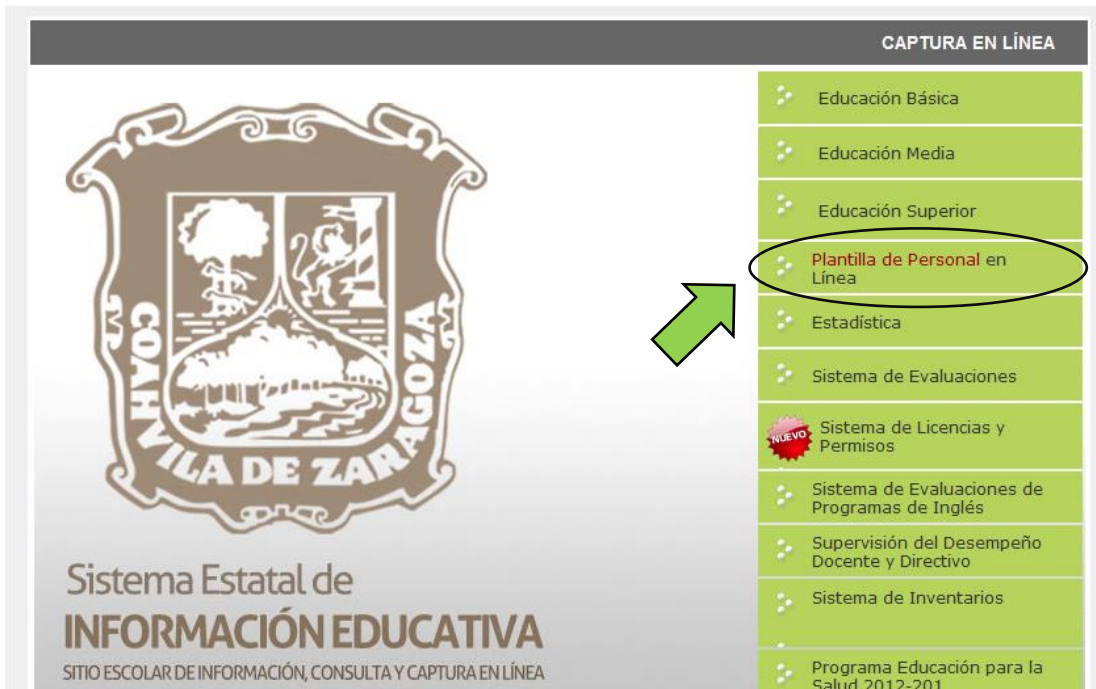 CAPTURA EN LÍNEA
Educación Básica
Educación Media
Educación Superior
Plantilla de Personal en
Línea
Estadística
Sistema de Evaluaciones
NUEVO
Sistema de Licencias y
Permisos
Sistema de Evaluaciones de
Programas de Inglés
Supervisión del Desempeño
Docente y Directivo
Sistema de Inventarios
Programa Educación para la
Salud 2012-201
COAHVILA DE ZARAGOZA
Sistema Estatal de
INFORMACIÓN EDUCATIVA
SITIO ESCOLAR DE INFORMACIÓN, CONSULTA Y CAPTURA EN LÍNEA